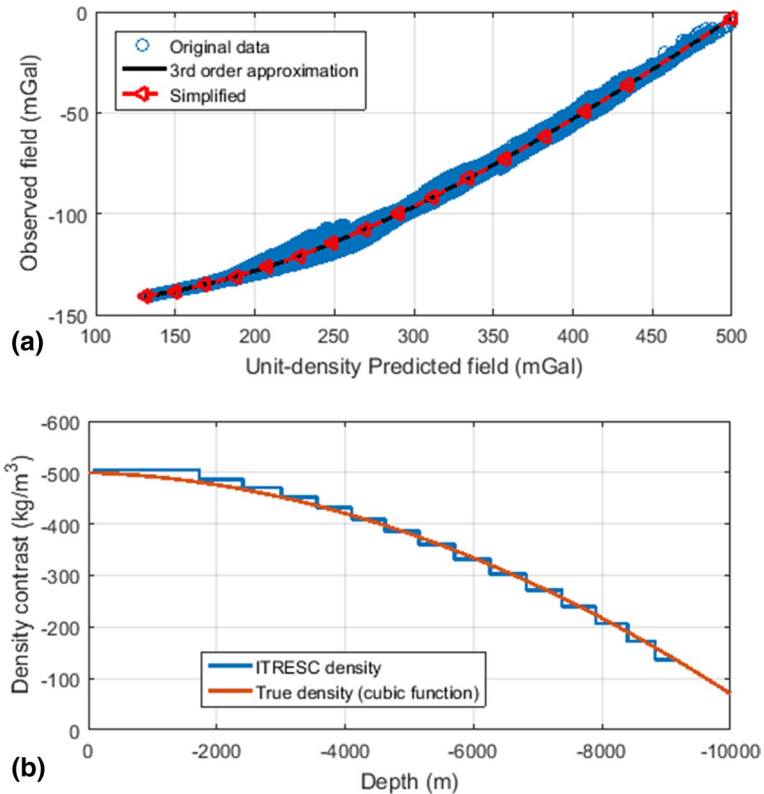 0
-50
-100
-150
Observed field (mGal)
Original data
3rd order approximation
Simplified
100 150 200 250 300 350 400 450 500
Unit-density Predicted field (mGal)
(a)
-600
-500
-400
-300
-200
-100
0
Density contrast (kg/m³)
ITRESC density
True density (cubic function)
0 -2000 -4000 -6000 -8000 -10000
Depth (m)
(b)